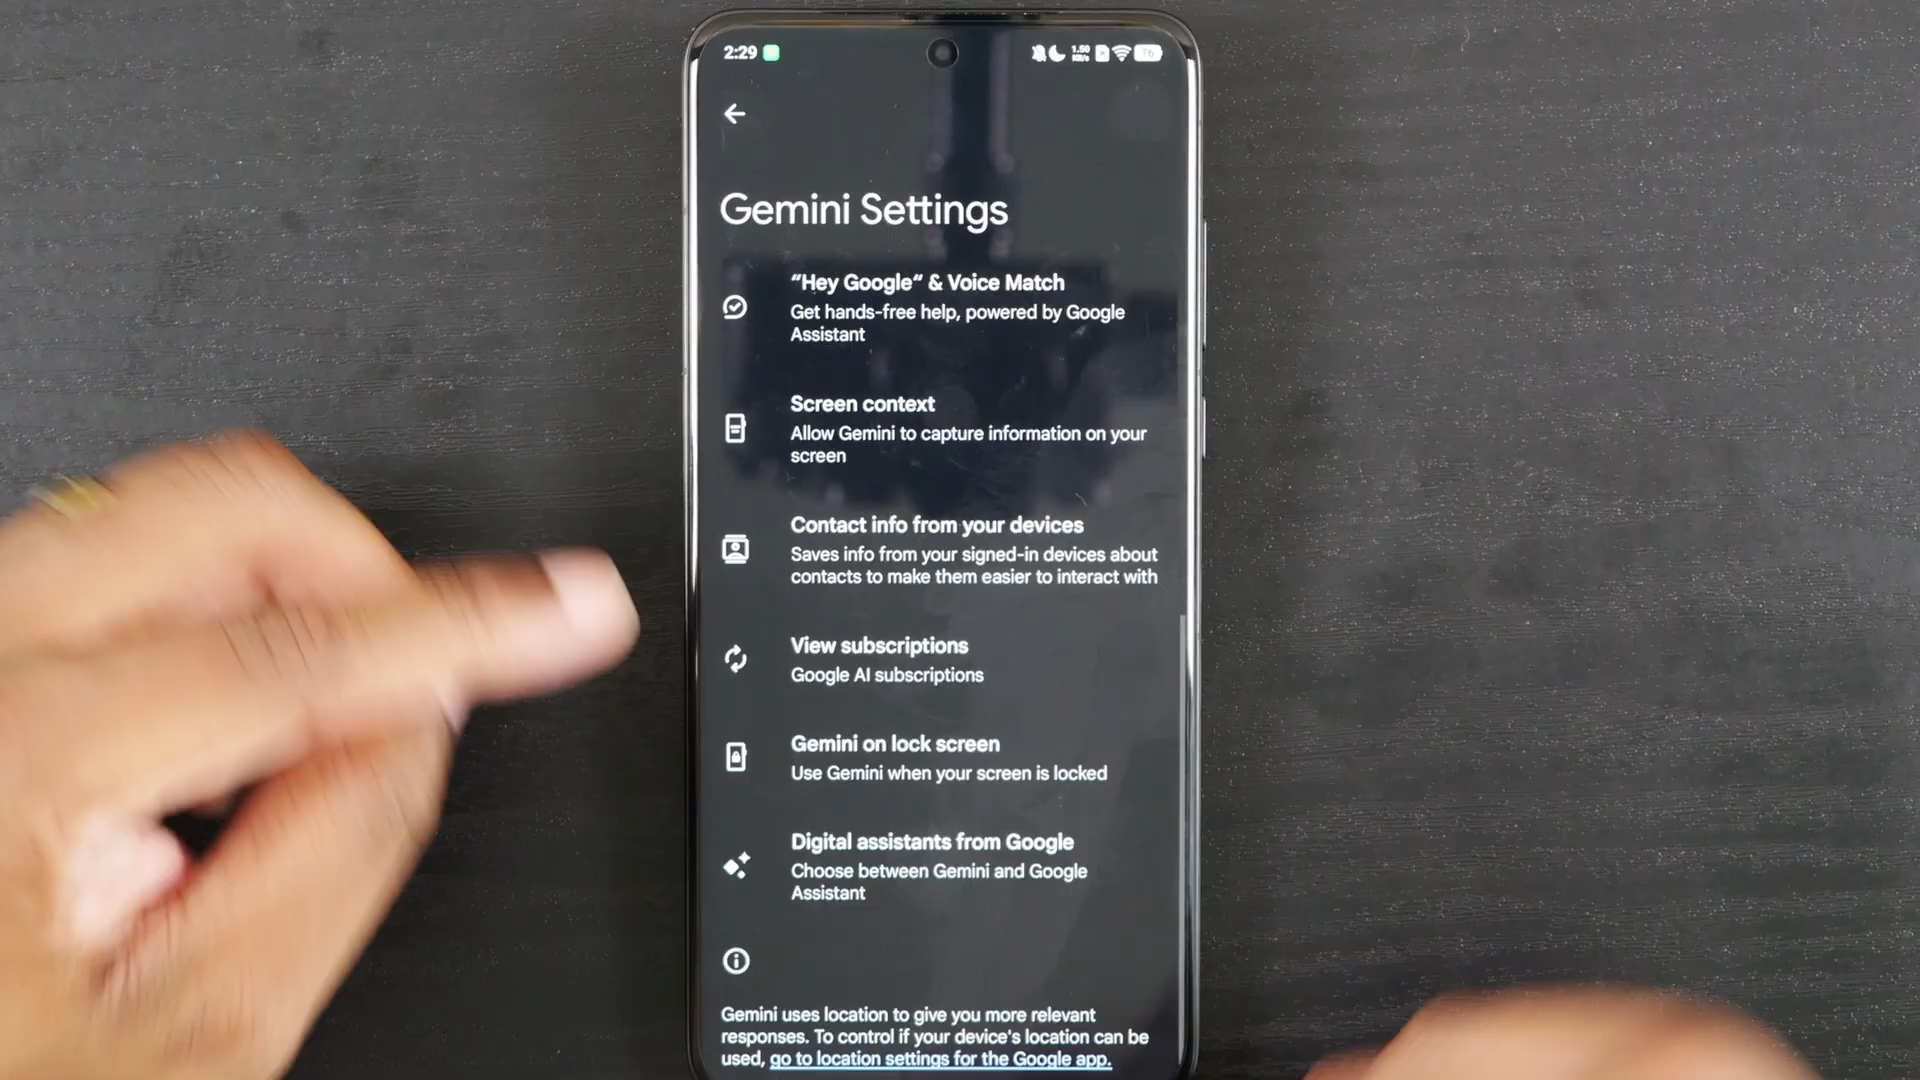 2:29
1.50
KB/s
76
Gemini Settings
“Hey Google“ & Voice Match
Get hands-free help, powered by Google
Assistant
Screen context
Allow Gemini to capture information on your
screen
Contact info from your devices
Saves info from your signed-in devices about
contacts to make them easier to interact with
View subscriptions
Google AI subscriptions
Gemini on lock screen
Use Gemini when your screen is locked
Digital assistants from Google
Choose between Gemini and Google
Assistant
Gemini uses location to give you more relevant
responses. To control if your device's location can be
used, go to location settings for the Google app.